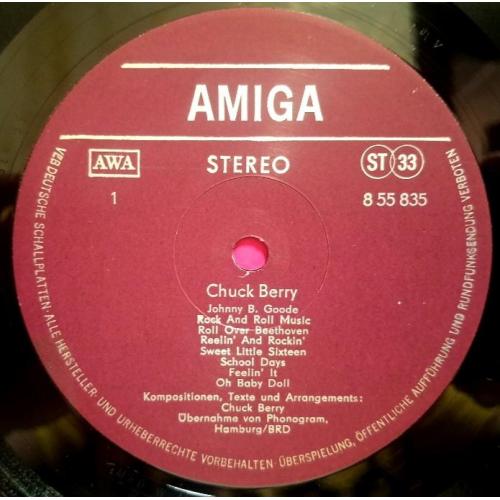 AMIGA
AWA
STEREO
ST 33
1
8 55 835
Chuck Berry
Johnny B. Goode
Rock And Roll Music
Roll Over Beethoven
Reelin' And Rockin'
Sweet Little Sixteen
School Days
Feelin' It
Oh Baby Doll
Kompositionen, Texte und Arrangements:
Chuck Berry
Übernahme von Phonogram,
Hamburg/BRD
VEB DEUTSCHE SCHALLPLATTEN · ALLE HERSTELLER- UND URHEBERRECHTE VORBEHALTEN · ÜBERSPIELUNG, ÖFFENTLICHE AUFFÜHRUNG UND RUNDFUNKSENDUNG VERBOTEN